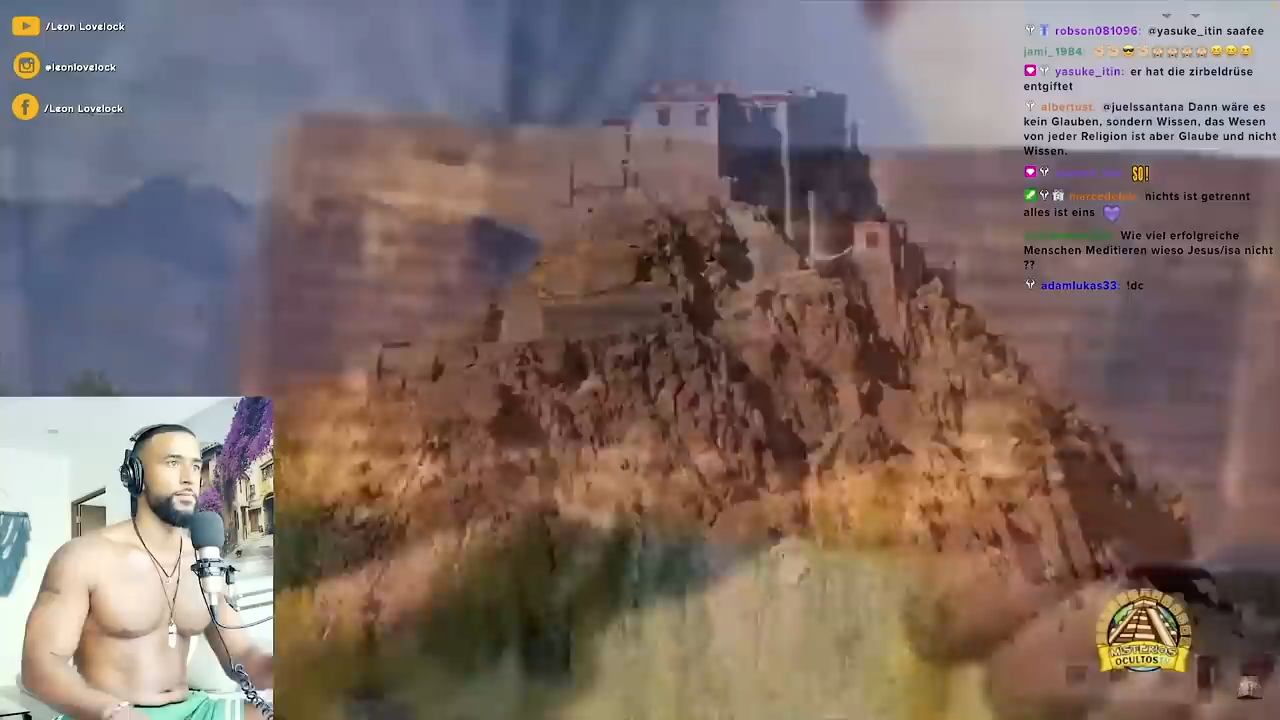 /Leon Lovelock
@leonlovelock
/Leon Lovelock
robson081096: @yasuke_itin saafee
jami_1984:
yasuke_itin: er hat die zirbeldrüse
entgiftet
albertust: @juelssantana Dann wäre es
kein Glauben, sondern Wissen, das Wesen
von jeder Religion ist aber Glaube und nicht
Wissen.
SO!
nichts ist getrennt
alles ist eins
Wie viel erfolgreiche
Menschen Meditieren wieso Jesus/isa nicht
??
adamlukas33: !dc
MISTERIOS
OCULTOS